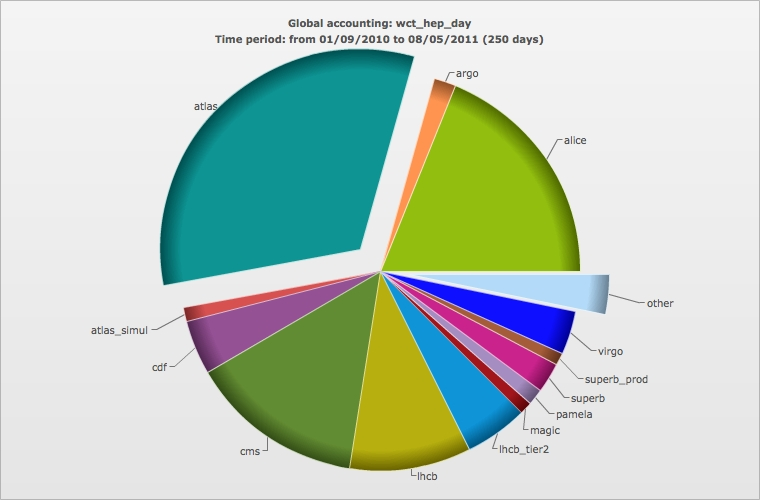 Global accounting: wct_hep_day
Time period: from 01/09/2010 to 08/05/2011 (250 days)
argo
atlas
alice
other
atlas_simul
virgo
cdf
superb_prod
superb
pamela
magic
cms
lhcb_tier2
lhcb